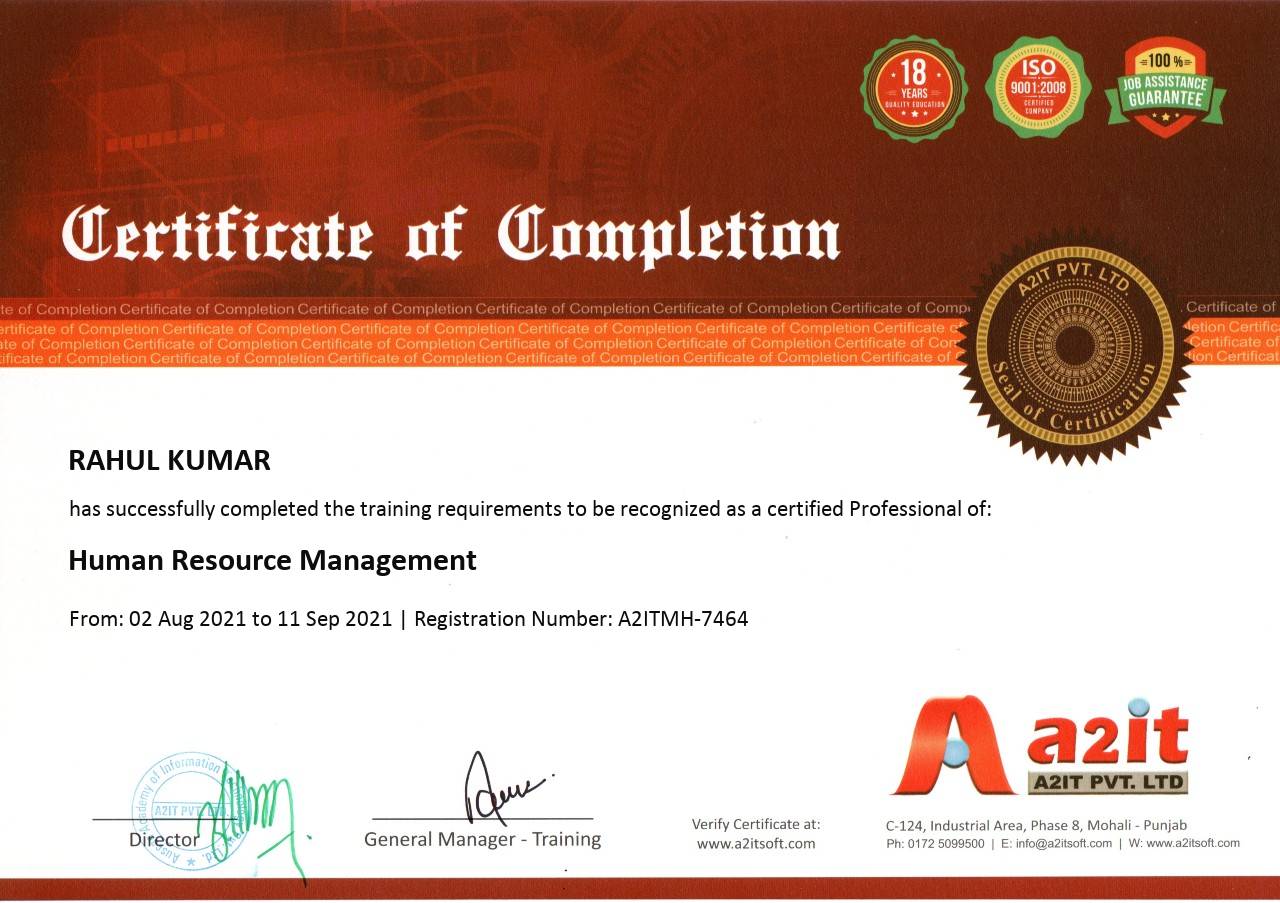 18
YEARS
QUALITY EDUCATION
ISO
9001:2008
CERTIFIED
COMPANY
100 %
JOB ASSISTANCE
GUARANTEE
Certificate of Completion
te of Completion Certificate of Completion Certificate of Completion Certificate of Completion Certificate of Completion Certificate of Comp
Certificate of
ertificate of Completion Certificate of Completion Certificate of Completion Certificate of Completion Certificate of Completion Certificate c
letion Certific
ate of Completion Certificate of Completion Certificate of Completion Certificate of Completion Certificate of Completion Certificate of Com
Certificate of
tificate of Completion Certificate of Completion Certificate of Completion Certificate of Completion Certificate of Completion Certificate of
ion Certificat
A2IT PVT. LTD.
Seal of Certification
RAHUL KUMAR
has successfully completed the training requirements to be recognized as a certified Professional of:
Human Resource Management
From: 02 Aug 2021 to 11 Sep 2021 | Registration Number: A2ITMH-7464
Academy of Information
A2IT PVT. LTD.
Director
General Manager - Training
Verify Certificate at:
www.a2itsoft.com
a2it
A2IT PVT. LTD
C-124, Industrial Area, Phase 8, Mohali - Punjab
Ph: 0172 5099500 | E: info@a2itsoft.com | W: www.a2itsoft.com